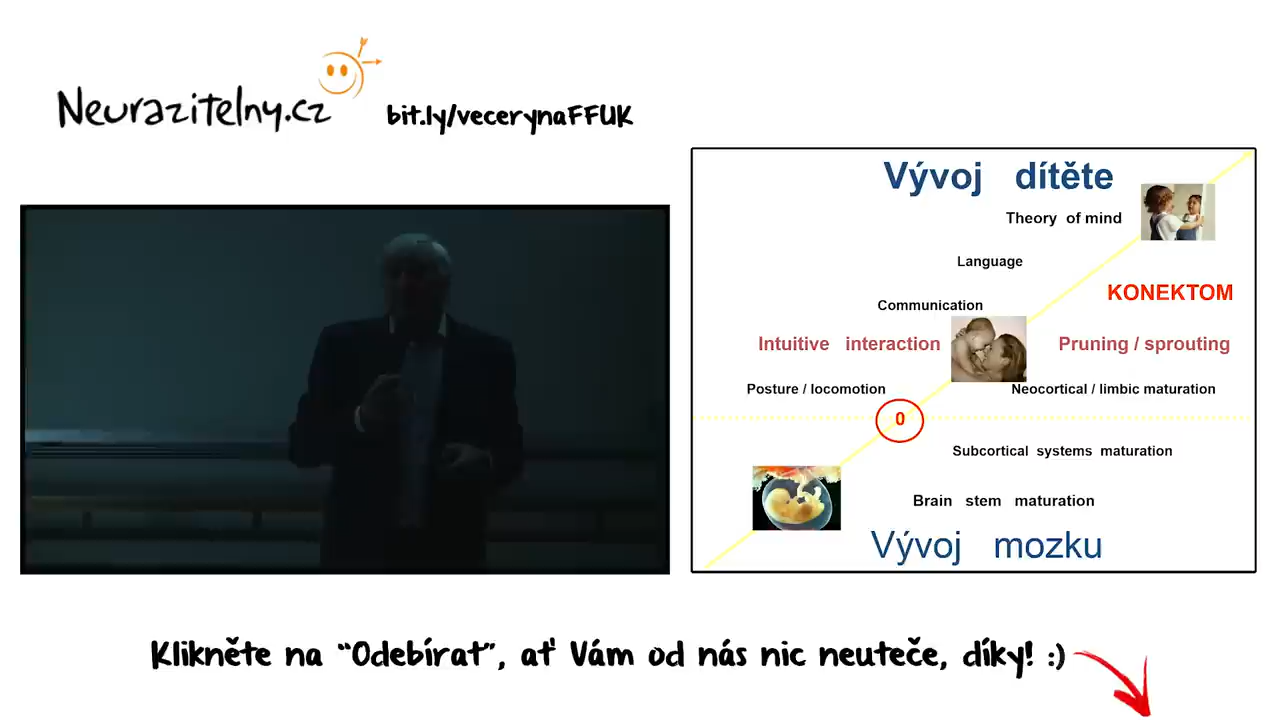 Neurazitelny.cz
bit.ly/vecerynaFFUK
Vývoj dítěte
Theory of mind
Language
KONEKTOM
Communication
Intuitive interaction
Pruning / sprouting
Posture / locomotion
Neocortical / limbic maturation
0
Subcortical systems maturation
Brain stem maturation
Vývoj mozku
Klikněte na “Odebírat”, ať Vám od nás nic neuteče, díky! :)